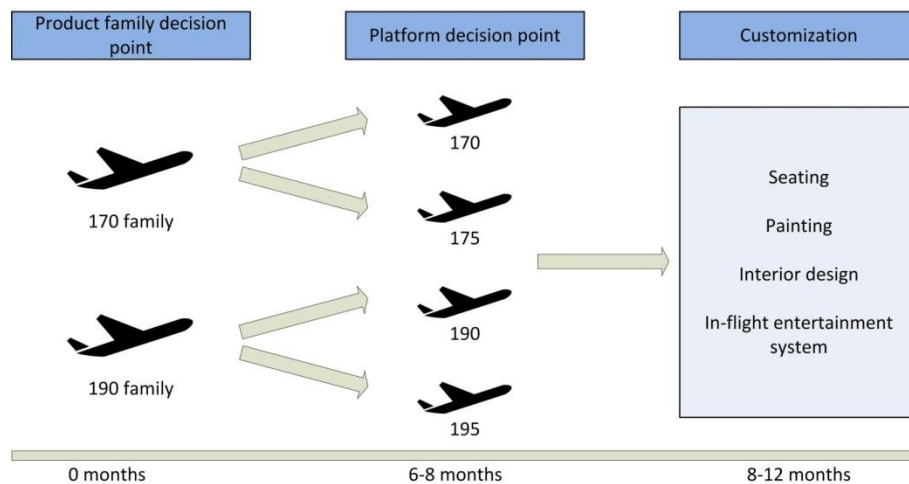 Product family decision
point
Platform decision point
Customization
170 family
190 family
170
175
190
195
Seating
Painting
Interior design
In-flight entertainment
system
0 months
6-8 months
8-12 months